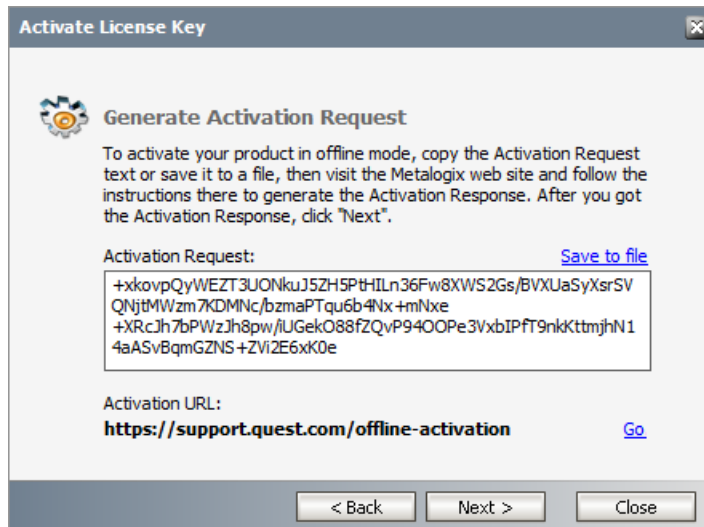 Activate License Key
Generate Activation Request
To activate your product in offline mode, copy the Activation Request
text or save it to a file, then visit the Metalogix web site and follow the
instructions there to generate the Activation Response. After you got
the Activation Response, click "Next".
Activation Request:
Save to file
+xkovpQyWEZT3UONkuJ5ZH5PtHILn36Fw8XWS2Gs/BVXUaSyXsrSV
QNjtMWzm7KDMNc/bzmaPTqu6b4Nx+mNxe
+XRcJh7bPWzJh8pw/iUGekO88fZQvP94OOPe3VxbIPfT9nkKttmjhN1
4aASvBqmGZNS+ZVi2E6xK0e
Activation URL:
https://support.quest.com/offline-activation
Go
< Back
Next >
Close